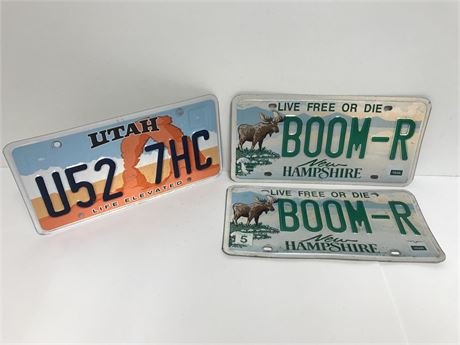 UTAH
U52 7HC
LIFE ELEVATED
LIVE FREE OR DIE
BOOM-R
New
HAMPSHIRE
LIVE FREE OR DIE
BOOM-R
5
New
HAMPSHIRE